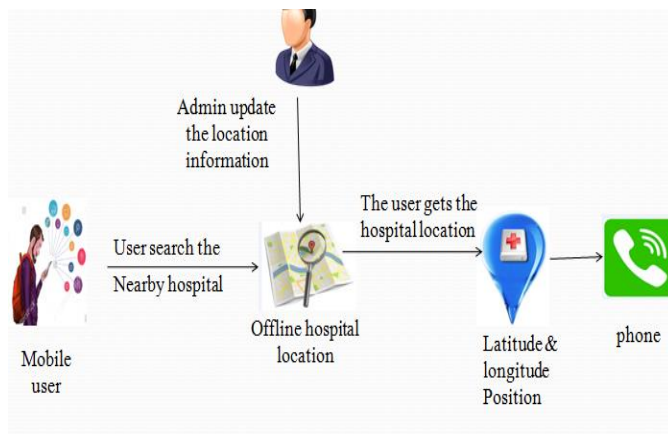 Admin update
the location
information
The user gets the
hospital location
User search the
Nearby hospital
Offline hospital
location
Mobile
user
Latitude &
longitude
Position
phone